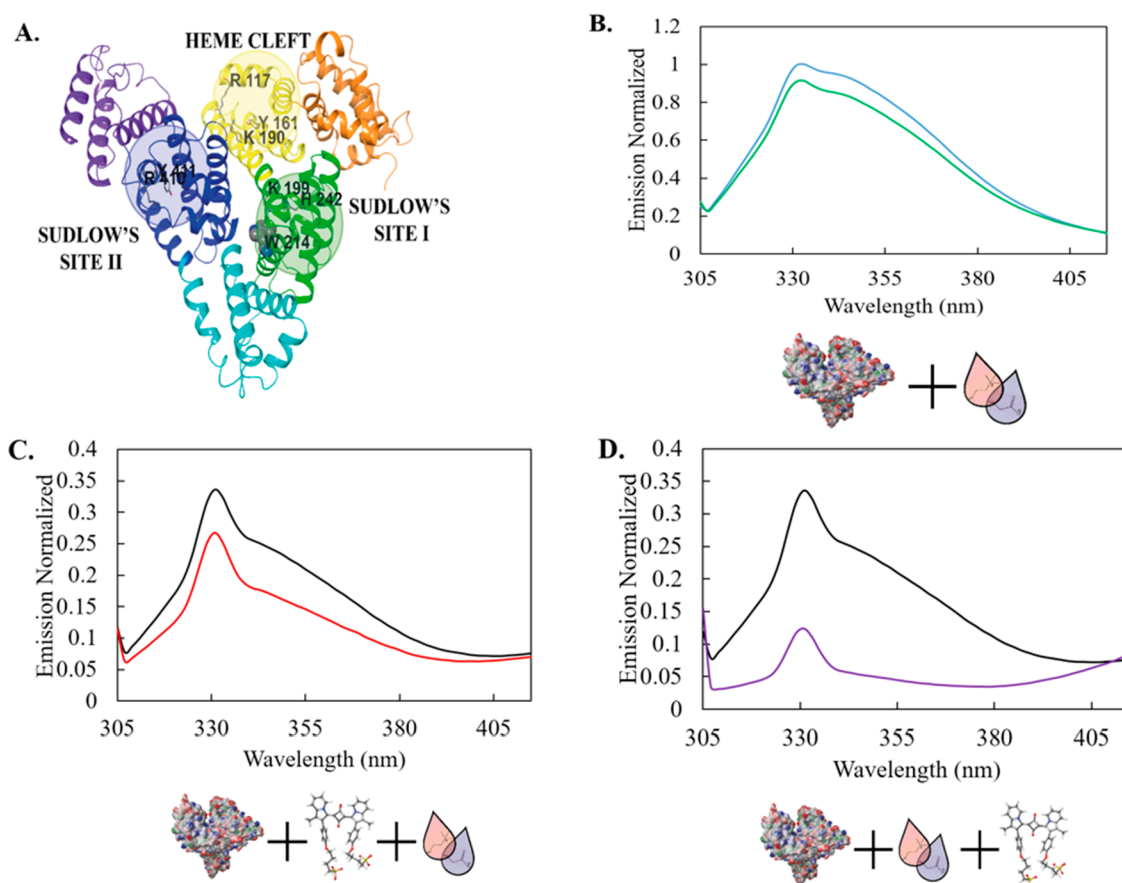 A.
HEME CLEFT
R 117
Y 161
K 190
Y 411
R 410
K 199
H 242
W 214
SUDLOW'S
SITE II
SUDLOW'S
SITE I
B.
Emission Normalized
1.2
1
0.8
0.6
0.4
0.2
0
305
330
355
380
405
Wavelength (nm)
C.
Emission Normalized
0.4
0.35
0.3
0.25
0.2
0.15
0.1
0.05
0
305
330
355
380
405
Wavelength (nm)
D.
Emission Normalized
0.4
0.35
0.3
0.25
0.2
0.15
0.1
0.05
0
305
330
355
380
405
Wavelength (nm)